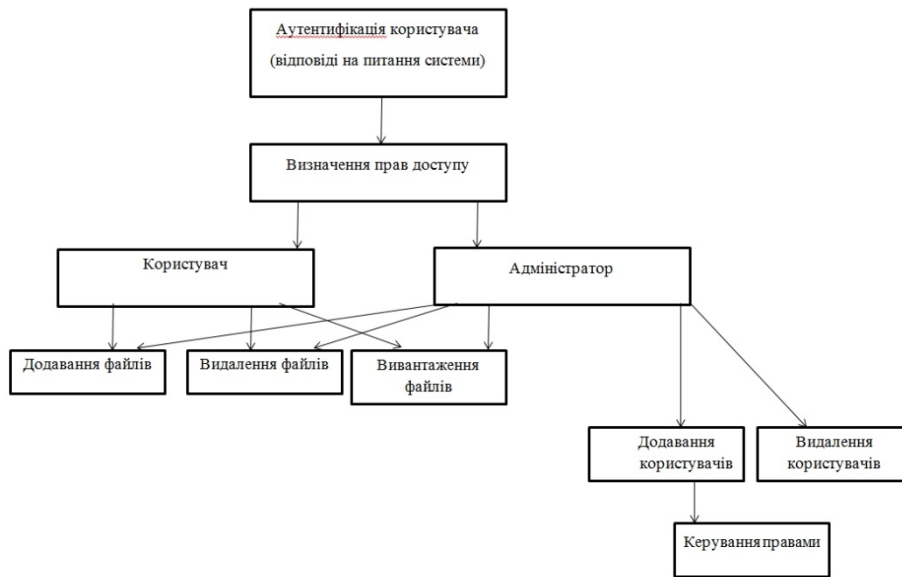 Аутентифікація користувача
(відповіді на питання системи)
Визначення прав доступу
Користувач
Адміністратор
Додавання файлів
Видалення файлів
Вивантаження
файлів
Додавання
користувачів
Видалення
користувачів
Керування правами